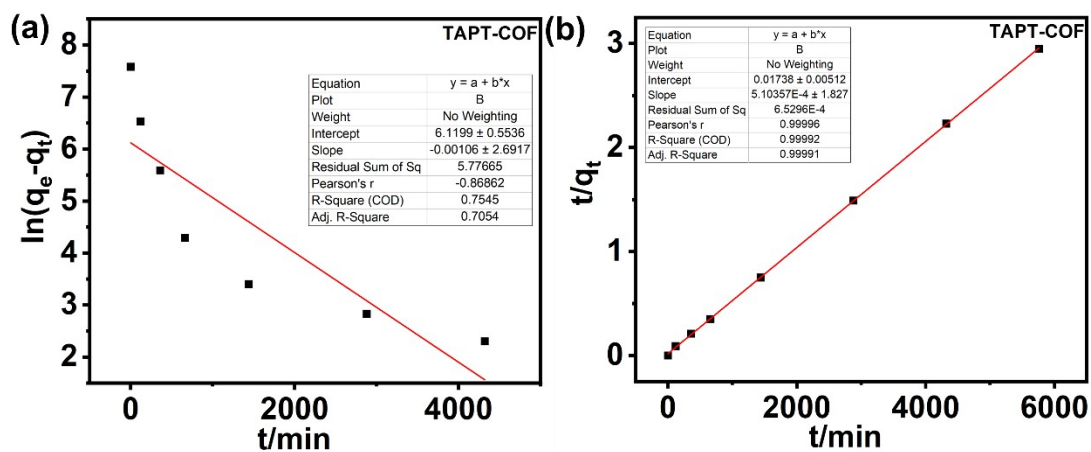 (a)
TAPT-COF
ln(qₑ-qₜ)
8
7
6
5
4
3
2
Equation y = a + b*x
Plot B
Weight No Weighting
Intercept 6.1199 ± 0.5536
Slope -0.00106 ± 2.6917
Residual Sum of Sq 5.77665
Pearson's r -0.86862
R-Square (COD) 0.7545
Adj. R-Square 0.7054
0 2000 4000
t/min
(b)
TAPT-COF
t/qₜ
3
2
1
0
Equation y = a + b*x
Plot B
Weight No Weighting
Intercept 0.01738 ± 0.00512
Slope 5.10357E-4 ± 1.827
Residual Sum of Sq 6.5296E-4
Pearson's r 0.99996
R-Square (COD) 0.99992
Adj. R-Square 0.99991
0 2000 4000 6000
t/min